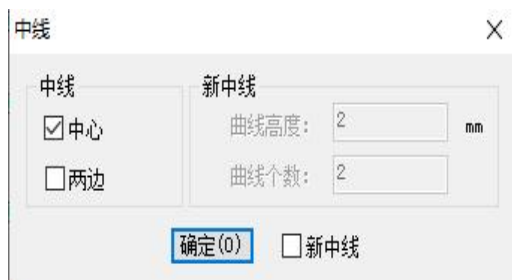 中线
中线
中心
两边
新中线
曲线高度: 2 mm
曲线个数: 2
确定(O) 新中线